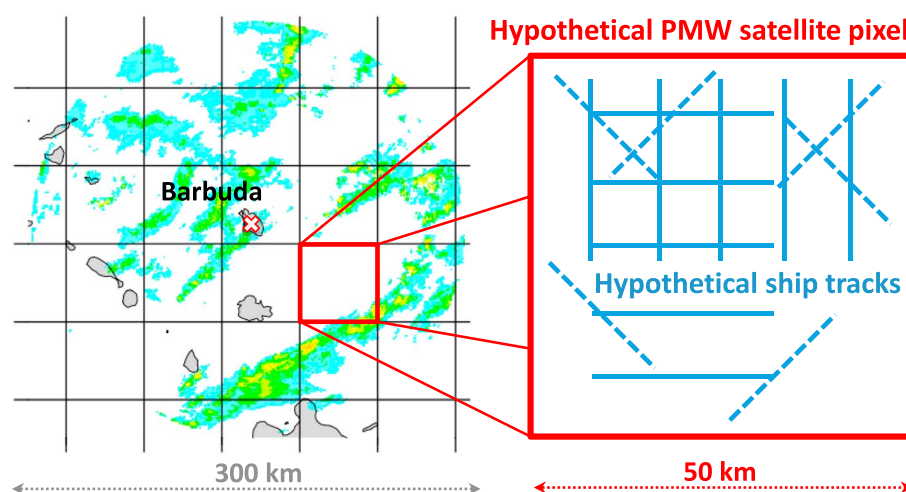 Hypothetical PMW satellite pixel
Barbuda
Hypothetical ship tracks
300 km
50 km